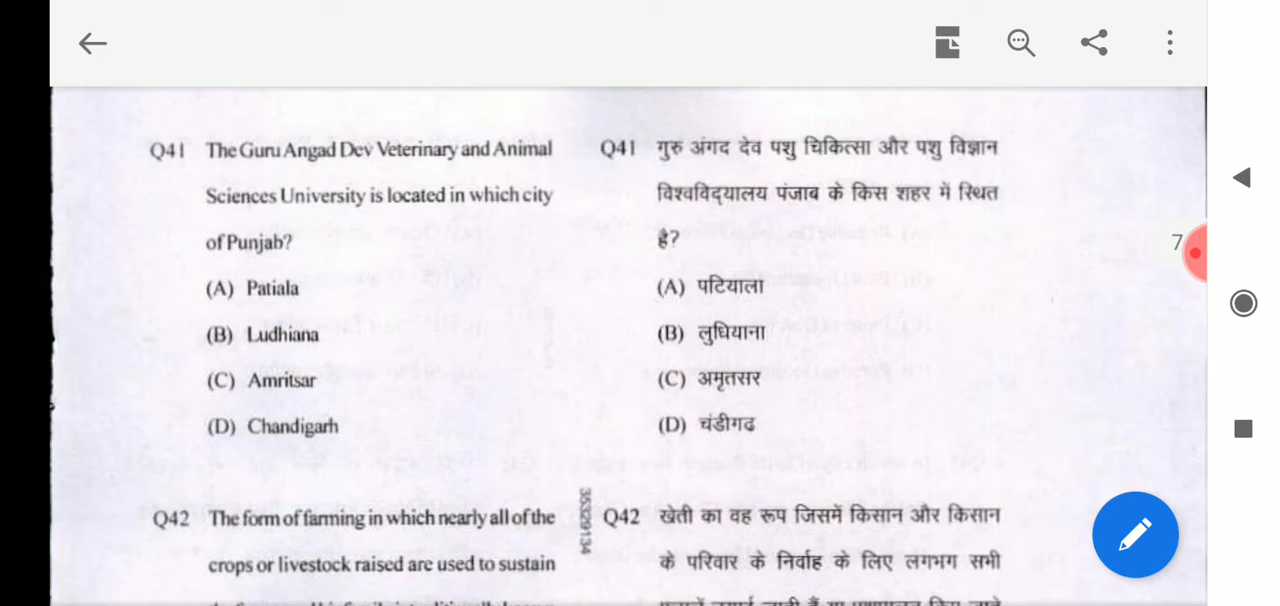 Q41 The Guru Angad Dev Veterinary and Animal
Sciences University is located in which city
of Punjab?
(A) Patiala
(B) Ludhiana
(C) Amritsar
(D) Chandigarh
Q42 The form of farming in which nearly all of the
crops or livestock raised are used to sustain
Q41 गुरु अंगद देव पशु चिकित्सा और पशु विज्ञान
विश्वविद्यालय पंजाब के किस शहर में स्थित
है?
(A) पटियाला
(B) लुधियाना
(C) अमृतसर
(D) चंडीगढ
Q42 खेती का वह रूप जिसमें किसान और किसान
के परिवार के निर्वाह के लिए लगभग सभी
353229134
7